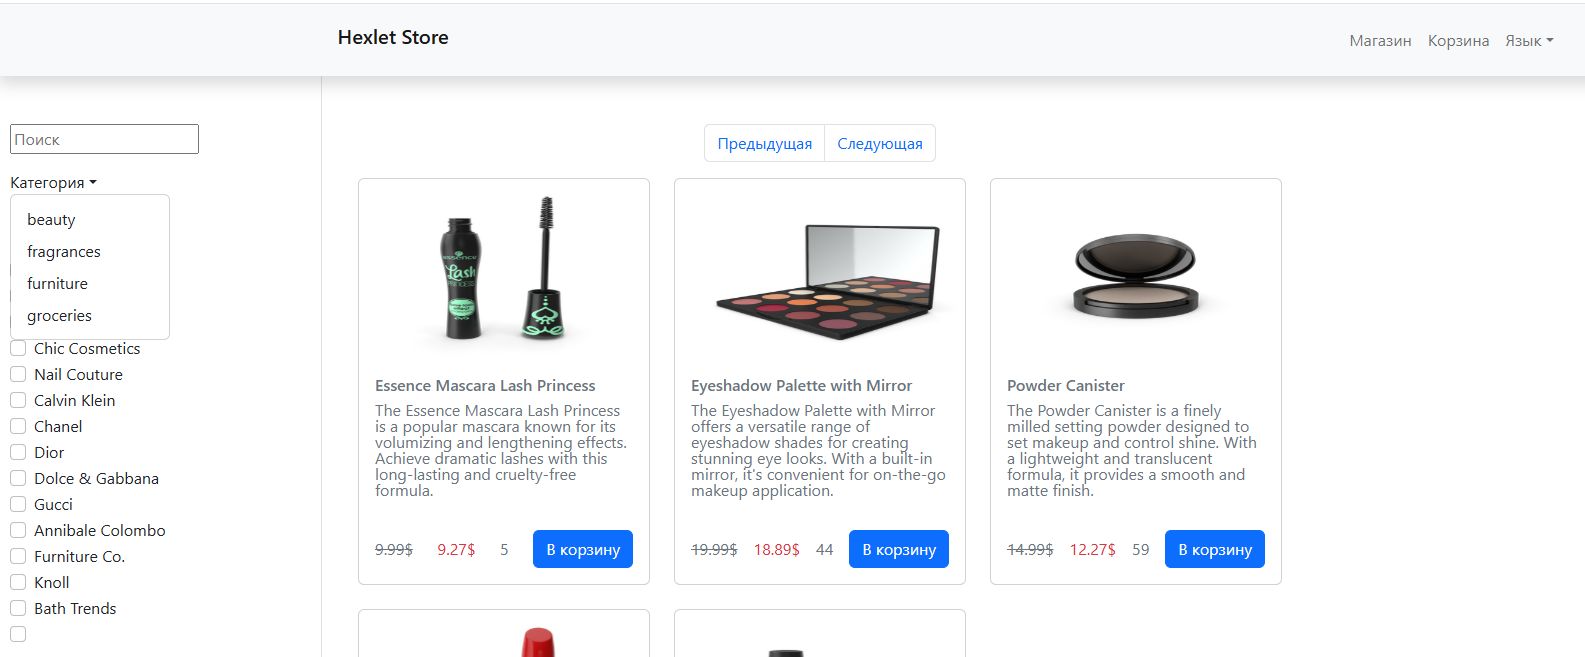 Hexlet Store
Магазин
Корзина
Язык
Поиск
Категория
beauty
fragrances
furniture
groceries
Chic Cosmetics
Nail Couture
Calvin Klein
Chanel
Dior
Dolce & Gabbana
Gucci
Annibale Colombo
Furniture Co.
Knoll
Bath Trends
Предыдущая
Следующая
essence
Lash
PRINCESS
Essence Mascara Lash Princess
The Essence Mascara Lash Princess
is a popular mascara known for its
volumizing and lengthening effects.
Achieve dramatic lashes with this
long-lasting and cruelty-free
formula.
9.99$
9.27$
5
В корзину
Eyeshadow Palette with Mirror
The Eyeshadow Palette with Mirror
offers a versatile range of
eyeshadow shades for creating
stunning eye looks. With a built-in
mirror, it's convenient for on-the-go
makeup application.
19.99$
18.89$
44
В корзину
Powder Canister
The Powder Canister is a finely
milled setting powder designed to
set makeup and control shine. With
a lightweight and translucent
formula, it provides a smooth and
matte finish.
14.99$
12.27$
59
В корзину